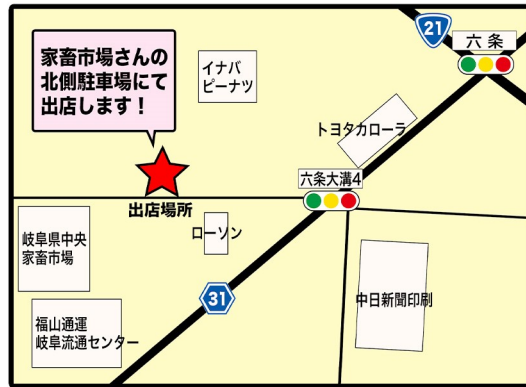 家畜市場さんの
北側駐車場にて
出店します！
イナバ
ピーナツ
21
六条
トヨタカローラ
六条大溝4
出店場所
岐阜県中央
家畜市場
ローソン
31
中日新聞印刷
福山通運
岐阜流通センター